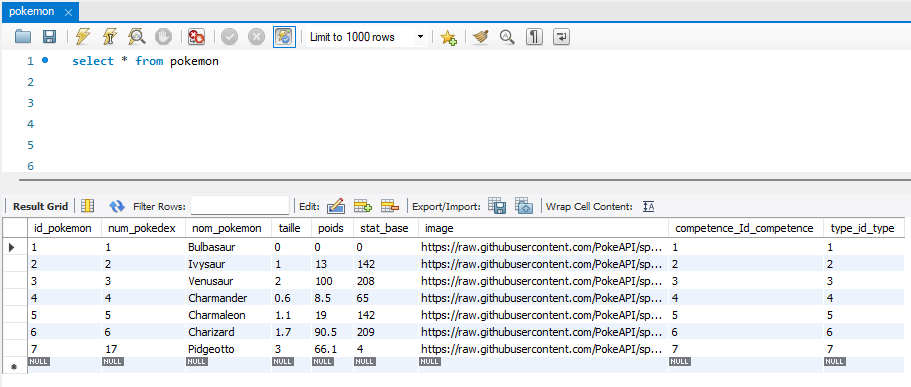 pokemon ×
Limit to 1000 rows
1 select * from pokemon
2
3
4
5
6
Result Grid Filter Rows: Edit: Export/Import: Wrap Cell Content:
id_pokemon num_pokedex nom_pokemon taille poids stat_base image competence_Id_competence type_id_type
1 1 Bulbasaur 0 0 0 https://raw.githubusercontent.com/PokeAPI/sp... 1 1
2 2 Ivysaur 1 13 142 https://raw.githubusercontent.com/PokeAPI/sp... 2 2
3 3 Venusaur 2 100 208 https://raw.githubusercontent.com/PokeAPI/sp... 3 3
4 4 Charmander 0.6 8.5 65 https://raw.githubusercontent.com/PokeAPI/sp... 4 4
5 5 Charmaleon 1.1 19 142 https://raw.githubusercontent.com/PokeAPI/sp... 5 5
6 6 Charizard 1.7 90.5 209 https://raw.githubusercontent.com/PokeAPI/sp... 6 6
7 17 Pidgeotto 3 66.1 4 https://raw.githubusercontent.com/PokeAPI/sp... 7 7
NULL NULL NULL NULL NULL NULL NULL NULL NULL